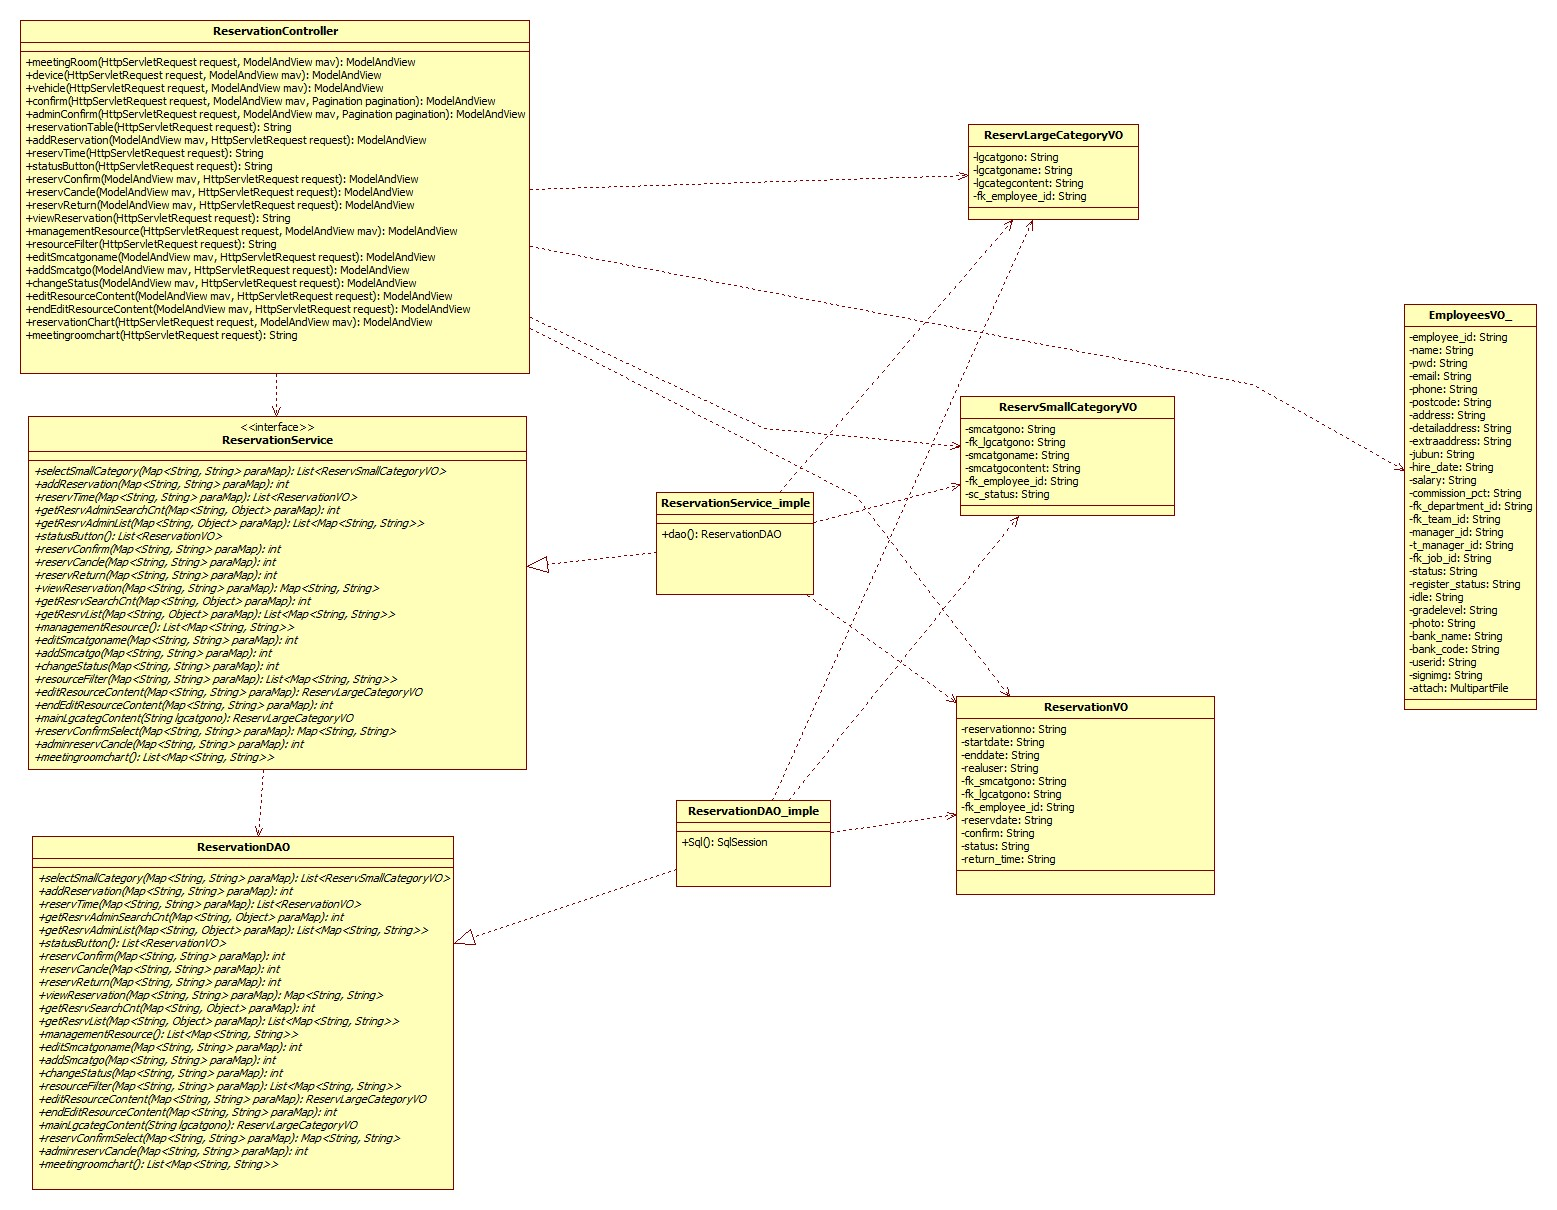 ReservationController
+meetingRoom(HttpServletRequest request, ModelAndView mav): ModelAndView
+device(HttpServletRequest request, ModelAndView mav): ModelAndView
+vehicle(HttpServletRequest request, ModelAndView mav): ModelAndView
+confirm(HttpServletRequest request, ModelAndView mav, Pagination pagination): ModelAndView
+adminConfirm(HttpServletRequest request, ModelAndView mav, Pagination pagination): ModelAndView
+reservationTable(HttpServletRequest request): String
+addReservation(ModelAndView mav, HttpServletRequest request): ModelAndView
+reservTime(HttpServletRequest request): String
+statusButton(HttpServletRequest request): String
+reservConfirm(ModelAndView mav, HttpServletRequest request): ModelAndView
+reservCancle(ModelAndView mav, HttpServletRequest request): ModelAndView
+reservReturn(ModelAndView mav, HttpServletRequest request): ModelAndView
+viewReservation(HttpServletRequest request): String
+managementResource(HttpServletRequest request, ModelAndView mav): ModelAndView
+resourceFilter(HttpServletRequest request): String
+editSmcatgoname(ModelAndView mav, HttpServletRequest request): ModelAndView
+addSmcatgo(ModelAndView mav, HttpServletRequest request): ModelAndView
+changeStatus(ModelAndView mav, HttpServletRequest request): ModelAndView
+editResourceContent(ModelAndView mav, HttpServletRequest request): ModelAndView
+endEditResourceContent(ModelAndView mav, HttpServletRequest request): ModelAndView
+reservationChart(HttpServletRequest request, ModelAndView mav): ModelAndView
+meetingroomchart(HttpServletRequest request): String
<<interface>>
ReservationService
+selectSmallCategory(Map<String, String> paraMap): List<ReservSmallCategoryVO>
+addReservation(Map<String, String> paraMap): int
+reservTime(Map<String, String> paraMap): List<ReservationVO>
+getResrvAdminSearchCnt(Map<String, Object> paraMap): int
+getResrvAdminList(Map<String, Object> paraMap): List<Map<String, String>>
+statusButton(): List<ReservationVO>
+reservConfirm(Map<String, String> paraMap): int
+reservCancle(Map<String, String> paraMap): int
+reservReturn(Map<String, String> paraMap): int
+viewReservation(Map<String, String> paraMap): Map<String, String>
+getResrvSearchCnt(Map<String, Object> paraMap): int
+getResrvList(Map<String, Object> paraMap): List<Map<String, String>>
+managementResource(): List<Map<String, String>>
+editSmcatgoname(Map<String, String> paraMap): int
+addSmcatgo(Map<String, String> paraMap): int
+changeStatus(Map<String, String> paraMap): int
+resourceFilter(Map<String, String> paraMap): List<Map<String, String>>
+editResourceContent(Map<String, String> paraMap): ReservLargeCategoryVO
+endEditResourceContent(Map<String, String> paraMap): int
+mainLgcategContent(String lgcatgono): ReservLargeCategoryVO
+reservConfirmSelect(Map<String, String> paraMap): Map<String, String>
+adminreservCancle(Map<String, String> paraMap): int
+meetingroomchart(): List<Map<String, String>>
ReservationDAO
+selectSmallCategory(Map<String, String> paraMap): List<ReservSmallCategoryVO>
+addReservation(Map<String, String> paraMap): int
+reservTime(Map<String, String> paraMap): List<ReservationVO>
+getResrvAdminSearchCnt(Map<String, Object> paraMap): int
+getResrvAdminList(Map<String, Object> paraMap): List<Map<String, String>>
+statusButton(): List<ReservationVO>
+reservConfirm(Map<String, String> paraMap): int
+reservCancle(Map<String, String> paraMap): int
+reservReturn(Map<String, String> paraMap): int
+viewReservation(Map<String, String> paraMap): Map<String, String>
+getResrvSearchCnt(Map<String, Object> paraMap): int
+getResrvList(Map<String, Object> paraMap): List<Map<String, String>>
+managementResource(): List<Map<String, String>>
+editSmcatgoname(Map<String, String> paraMap): int
+addSmcatgo(Map<String, String> paraMap): int
+changeStatus(Map<String, String> paraMap): int
+resourceFilter(Map<String, String> paraMap): List<Map<String, String>>
+editResourceContent(Map<String, String> paraMap): ReservLargeCategoryVO
+endEditResourceContent(Map<String, String> paraMap): int
+mainLgcategContent(String lgcatgono): ReservLargeCategoryVO
+reservConfirmSelect(Map<String, String> paraMap): Map<String, String>
+adminreservCancle(Map<String, String> paraMap): int
+meetingroomchart(): List<Map<String, String>>
ReservationService_imple
+dao(): ReservationDAO
ReservationDAO_imple
+Sql(): SqlSession
ReservLargeCategoryVO
-lgcatgono: String
-lgcatgoname: String
-lgcategcontent: String
-fk_employee_id: String
ReservSmallCategoryVO
-smcatgono: String
-fk_lgcatgono: String
-smcatgoname: String
-smcatgocontent: String
-fk_employee_id: String
-sc_status: String
ReservationVO
-reservationno: String
-startdate: String
-enddate: String
-realuser: String
-fk_smcatgono: String
-fk_lgcatgono: String
-fk_employee_id: String
-reservdate: String
-confirm: String
-status: String
-return_time: String
EmployeesVO_
-employee_id: String
-name: String
-pwd: String
-email: String
-phone: String
-postcode: String
-address: String
-detailaddress: String
-extraaddress: String
-jubun: String
-hire_date: String
-salary: String
-commission_pct: String
-fk_department_id: String
-fk_team_id: String
-manager_id: String
-t_manager_id: String
-fk_job_id: String
-status: String
-register_status: String
-idle: String
-gradelevel: String
-photo: String
-bank_name: String
-bank_code: String
-userid: String
-signimg: String
-attach: MultipartFile